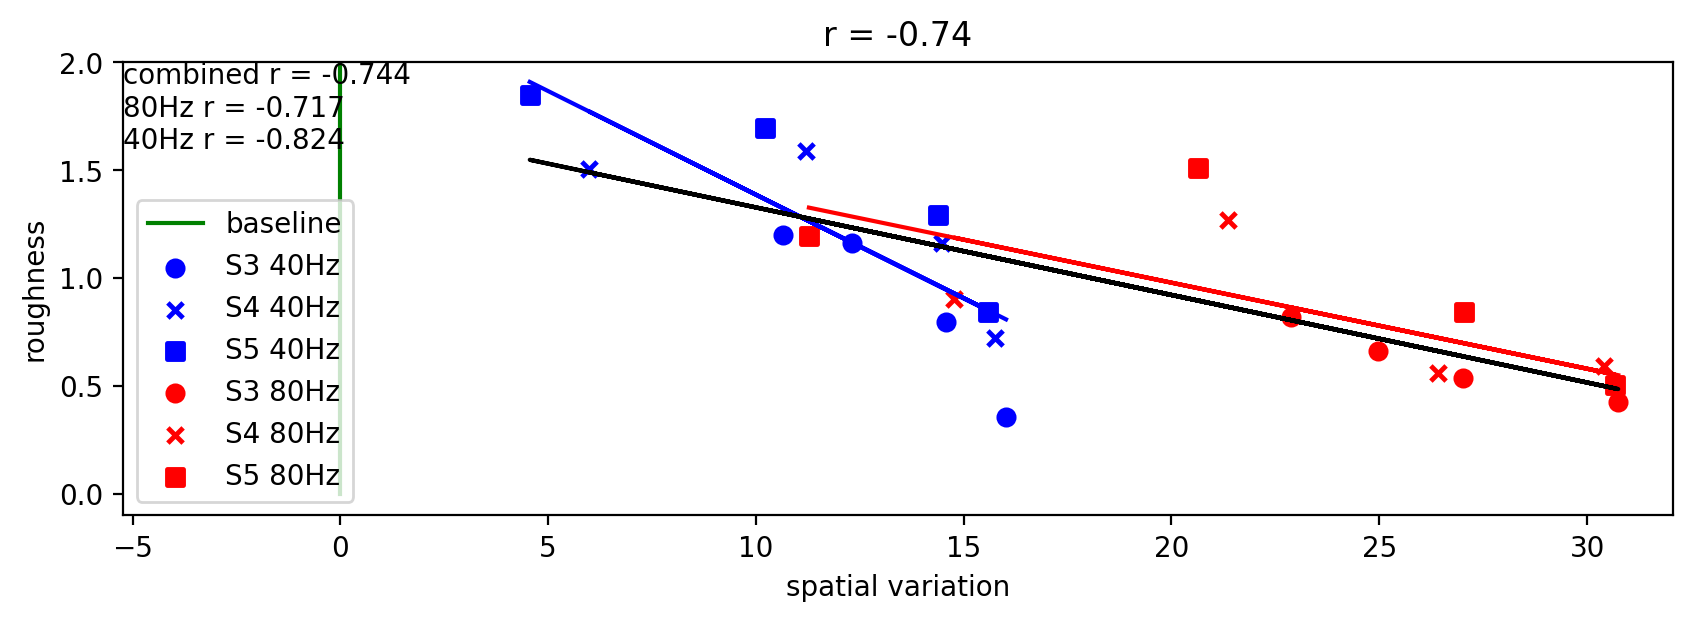 r = -0.74
combined r = -0.744
80Hz r = -0.717
40Hz r = -0.824
baseline
S3 40Hz
S4 40Hz
S5 40Hz
S3 80Hz
S4 80Hz
S5 80Hz
roughness
2.0
1.5
1.0
0.5
0.0
−5 0 5 10 15 20 25 30
spatial variation